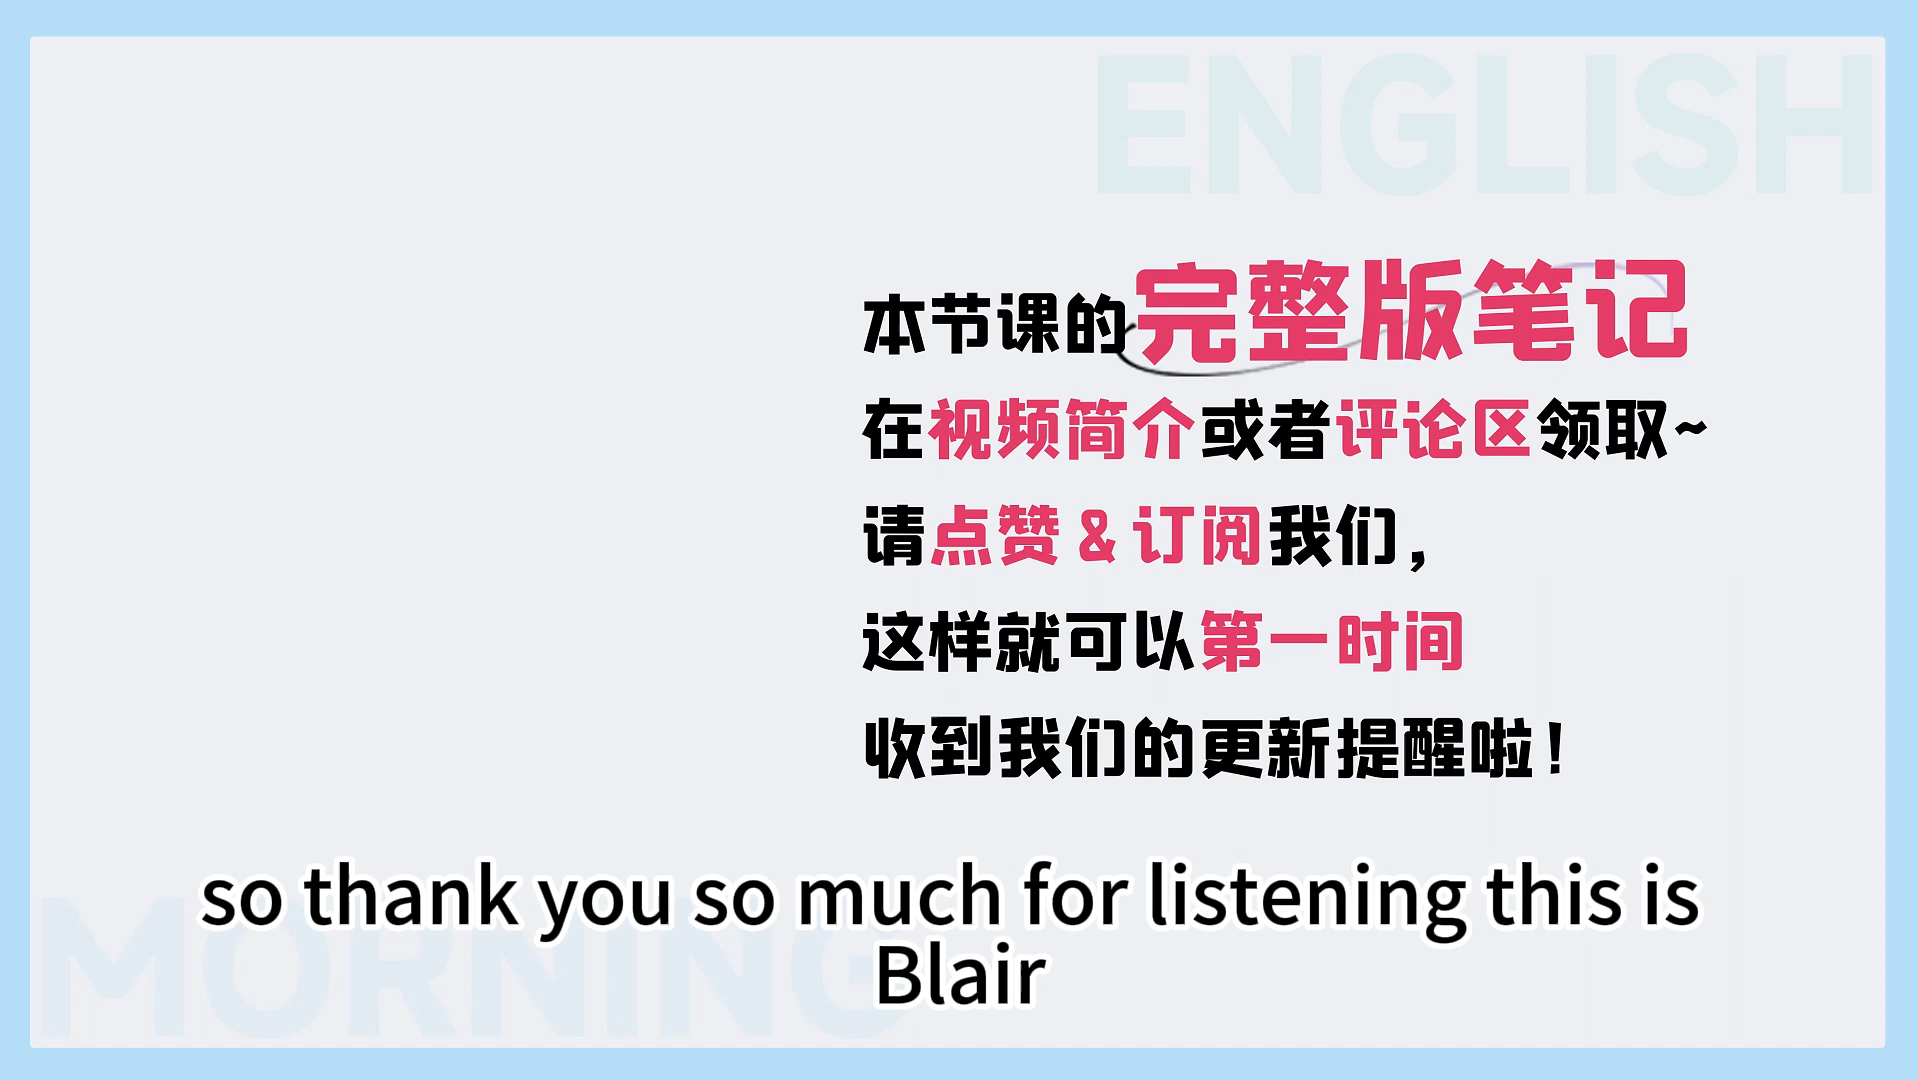 ENGLISH
本节课的完整版笔记
在视频简介或者评论区领取~
请点赞&订阅我们，
这样就可以第一时间
收到我们的更新提醒啦！
so thank you so much for listening this is
Blair
MORNING